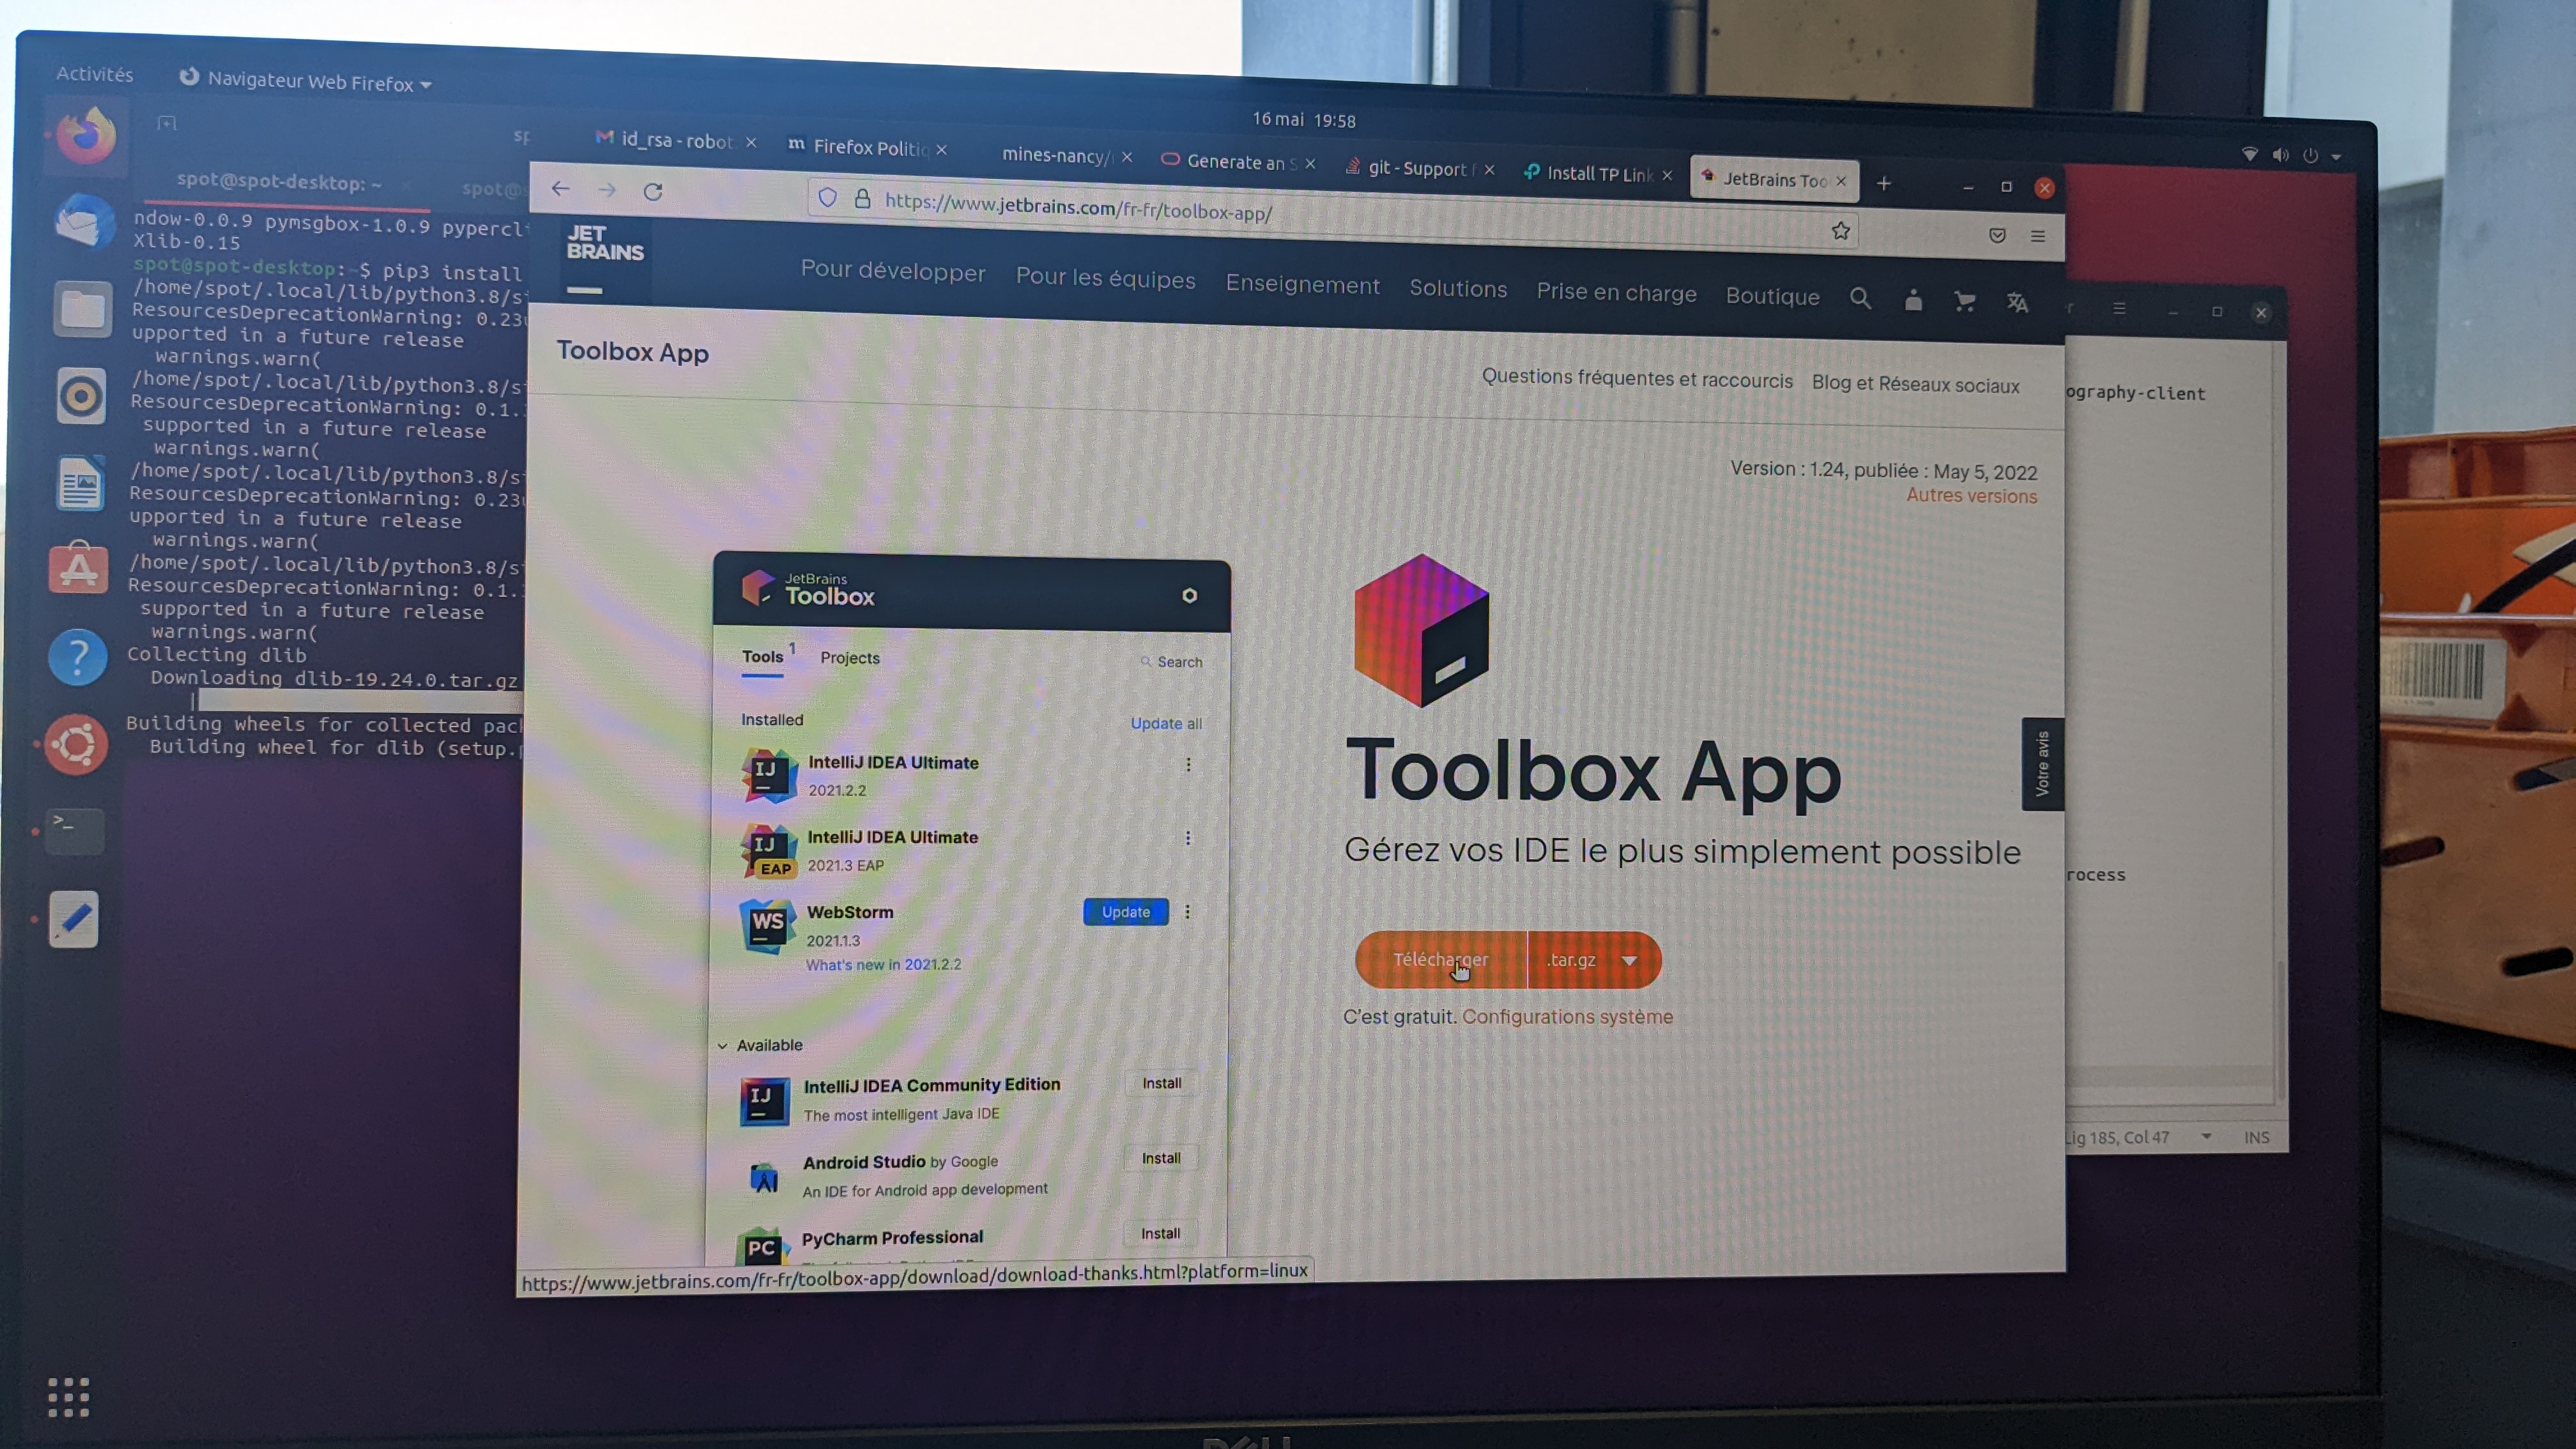 Activités
Navigateur Web Firefox
16 mai 19:58
id_rsa - robot
Firefox Politiq
mines-nancy/
Generate an S
git - Support f
Install TP Link
JetBrains Too
spot@spot-desktop: ~
spot@s
https://www.jetbrains.com/fr-fr/toolbox-app/
ndow-0.0.9 pymsgbox-1.0.9 pypercl
Xlib-0.15
spot@spot-desktop:~$ pip3 install
/home/spot/.local/lib/python3.8/s
ResourcesDeprecationWarning: 0.23u
upported in a future release
warnings.warn(
/home/spot/.local/lib/python3.8/s
ResourcesDeprecationWarning: 0.1.
supported in a future release
warnings.warn(
/home/spot/.local/lib/python3.8/s
ResourcesDeprecationWarning: 0.23u
upported in a future release
warnings.warn(
/home/spot/.local/lib/python3.8/s
ResourcesDeprecationWarning: 0.1.
supported in a future release
warnings.warn(
Collecting dlib
Downloading dlib-19.24.0.tar.gz
Building wheels for collected pac
Building wheel for dlib (setup.
JET
BRAINS
Pour développer
Pour les équipes
Enseignement
Solutions
Prise en charge
Boutique
Toolbox App
Questions fréquentes et raccourcis
Blog et Réseaux sociaux
Version : 1.24, publiée : May 5, 2022
Autres versions
JetBrains
Toolbox
Tools 1
Projects
Search
Installed
Update all
IJ
IntelliJ IDEA Ultimate
2021.2.2
IJ
EAP
IntelliJ IDEA Ultimate
2021.3 EAP
WS
WebStorm
2021.1.3
What's new in 2021.2.2
Update
Available
IJ
IntelliJ IDEA Community Edition
The most intelligent Java IDE
Install
Android Studio by Google
An IDE for Android app development
Install
PC
PyCharm Professional
Install
Toolbox App
Gérez vos IDE le plus simplement possible
Télécharger
.tar.gz
C'est gratuit. Configurations système
Votre avis
https://www.jetbrains.com/fr-fr/toolbox-app/download/download-thanks.html?platform=linux
ography-client
rocess
Lig 185, Col 47
INS
DELL